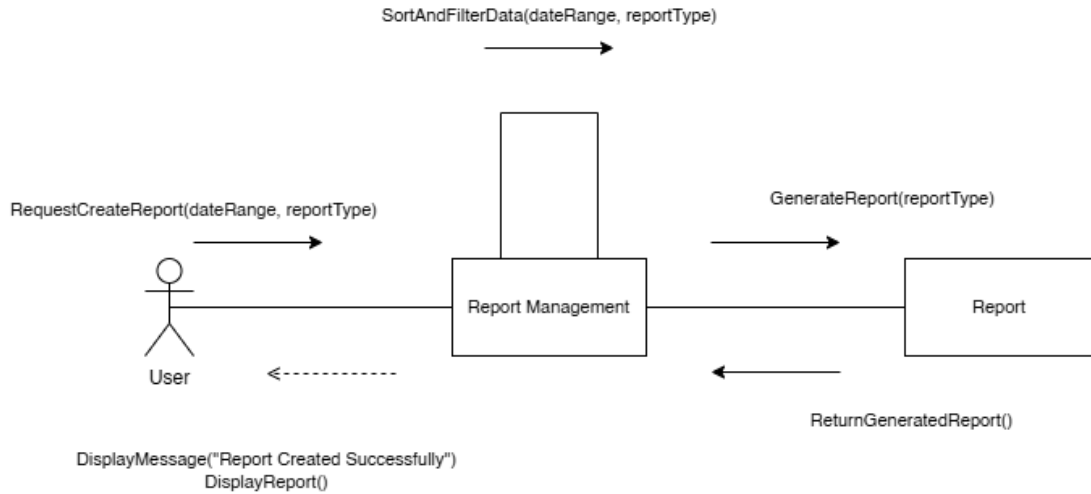 SortAndFilterData(dateRange, reportType)
RequestCreateReport(dateRange, reportType)
GenerateReport(reportType)
Report Management
Report
User
ReturnGeneratedReport()
DisplayMessage("Report Created Successfully")
DisplayReport()